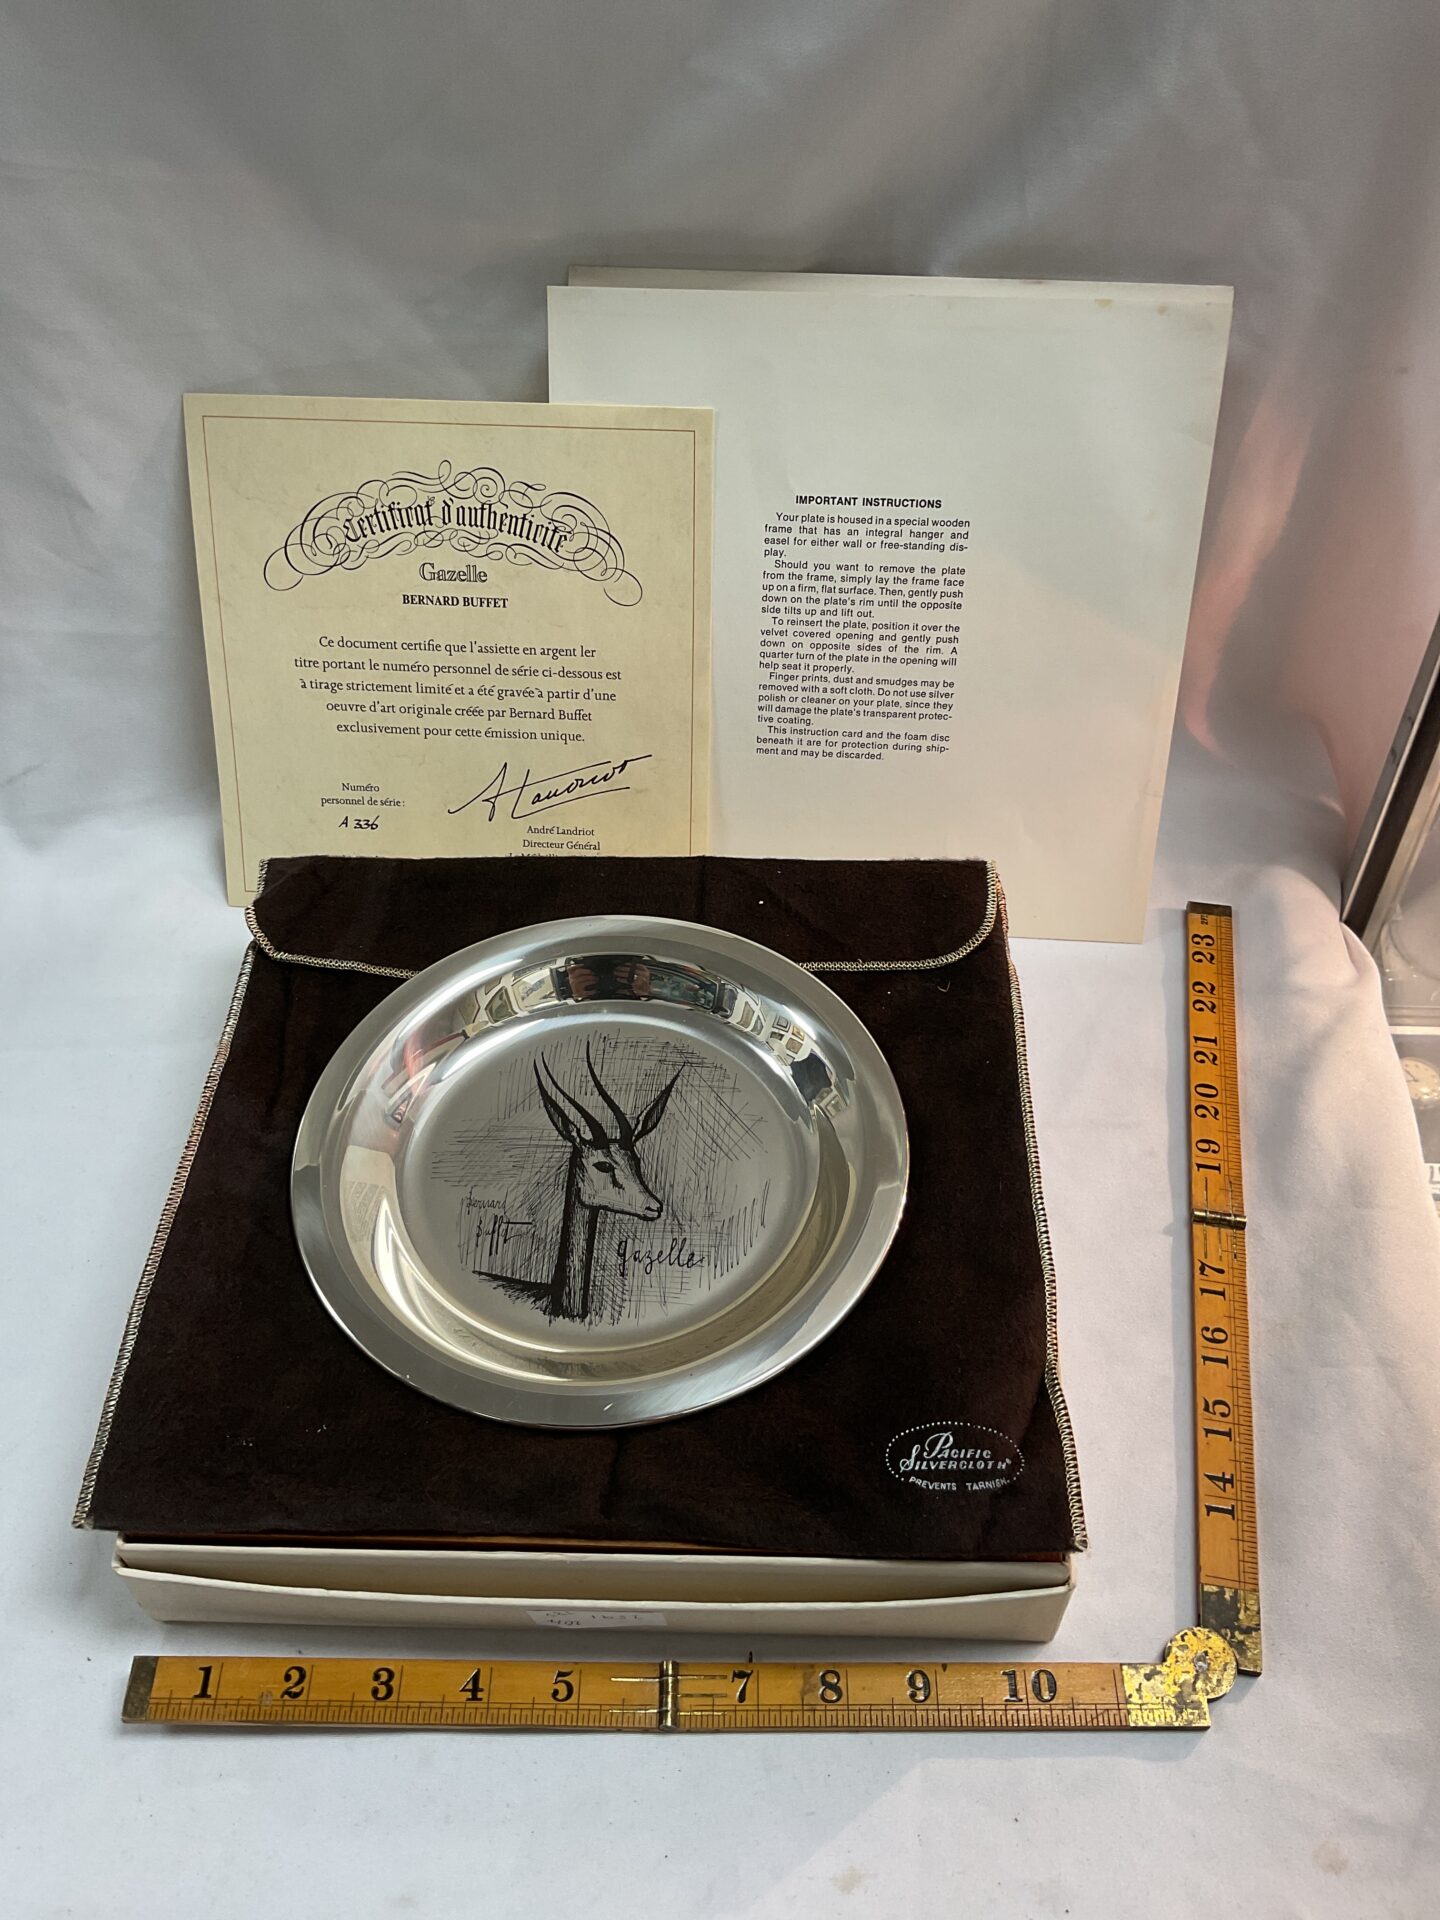 Certificat d'authenticité
Gazelle
BERNARD BUFFET
Ce document certifie que l'assiette en argent 1er
titre portant le numéro personnel de série ci-dessous est
à tirage strictement limité et a été gravée à partir d'une
oeuvre d'art originale créée par Bernard Buffet
exclusivement pour cette émission unique.
Numéro
personnel de série :
A 336
André Landriot
Directeur Général
IMPORTANT INSTRUCTIONS
Your plate is housed in a special wooden
frame that has an integral hanger and
easel for either wall or free-standing dis-
play.
Should you want to remove the plate
from the frame, simply lay the frame face
up on a firm, flat surface. Then, gently push
down on the plate's rim until the opposite
side tilts up and lift out.
To reinsert the plate, position it over the
velvet covered opening and gently push
down on opposite sides of the rim. A
quarter turn of the plate in the opening will
help seat it properly.
Finger prints, dust and smudges may be
removed with a soft cloth. Do not use silver
polish or cleaner on your plate, since they
will damage the plate's transparent protec-
tive coating.
This instruction card and the foam disc
beneath it are for protection during ship-
ment and may be discarded.
Bernard
Buffet
gazelle
PACIFIC
SILVERCLOTH
PREVENTS TARNISH
1 2 3 4 5 7 8 9 10
14 15 16 17 19 20 21 22 23